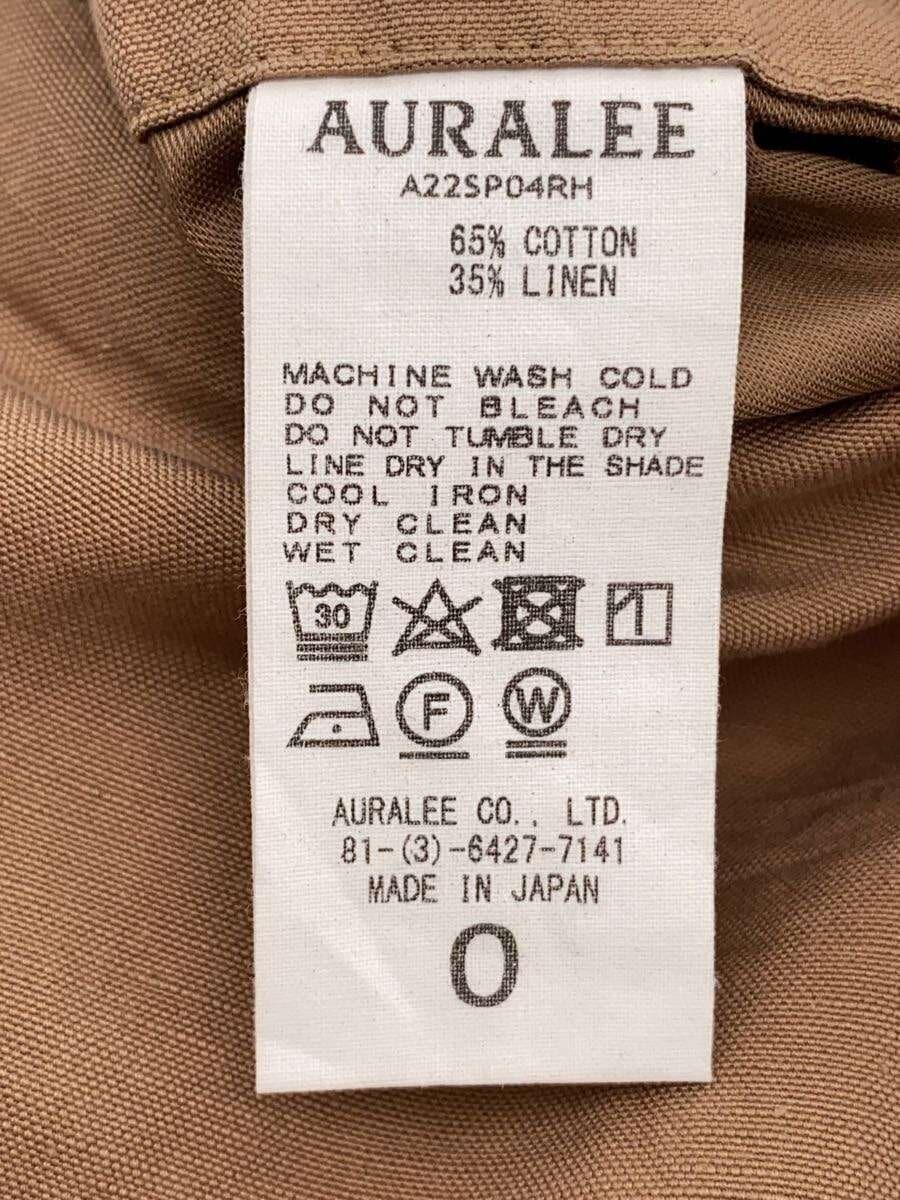 AURALEE
A22SP04RH
65% COTTON
35% LINEN
MACHINE WASH COLD
DO NOT BLEACH
DO NOT TUMBLE DRY
LINE DRY IN THE SHADE
COOL IRON
DRY CLEAN
WET CLEAN
30
F W
AURALEE CO., LTD.
81-(3)-6427-7141
MADE IN JAPAN
0